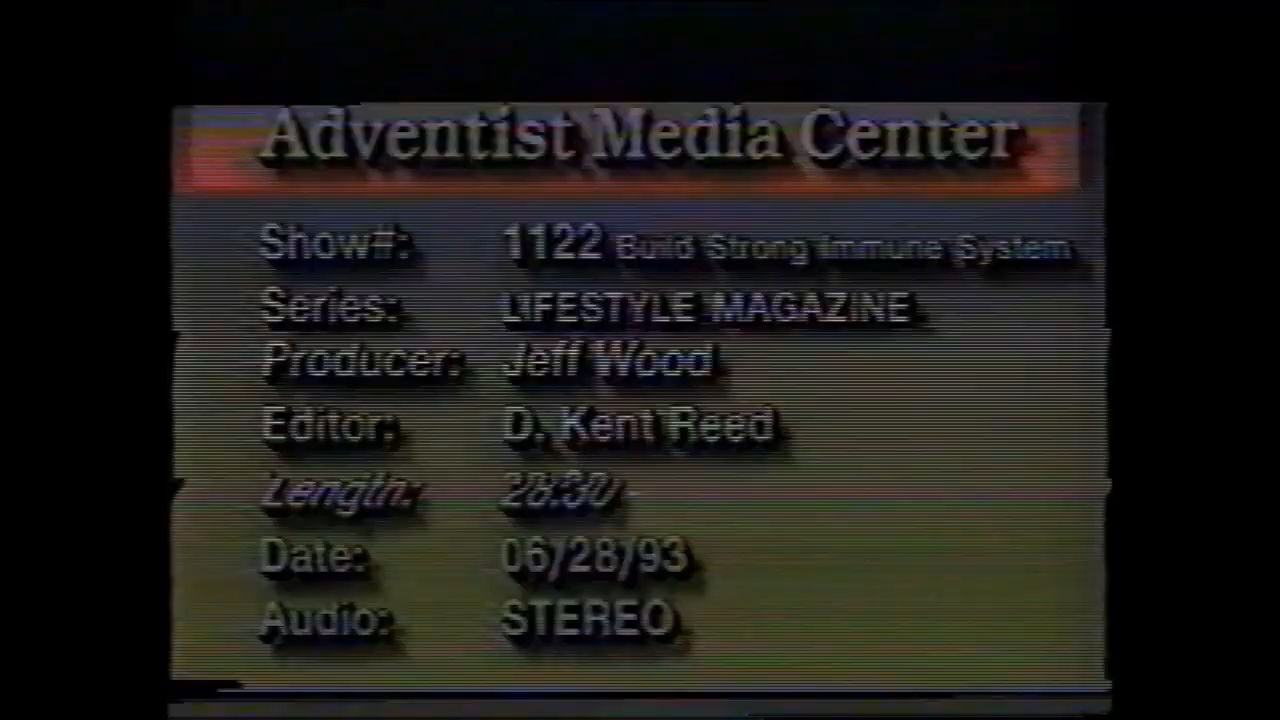 Adventist Media Center
Show#: 1122 Build Strong Immune System
Series: LIFESTYLE MAGAZINE
Producer: Jeff Wood
Editor: D. Kent Reed
Length: 28:30
Date: 06/28/93
Audio: STEREO